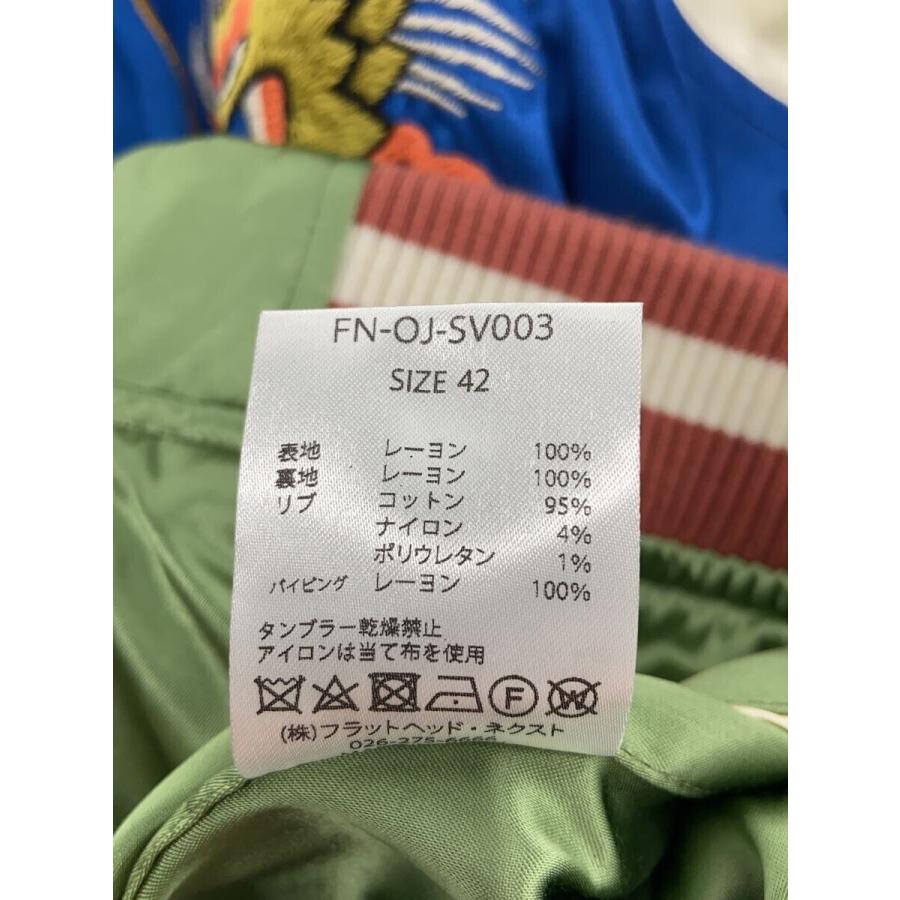 FN-OJ-SV003
SIZE 42
表地 レーヨン 100%
裏地 レーヨン 100%
リブ コットン 95%
ナイロン 4%
ポリウレタン 1%
パイピング レーヨン 100%
タンブラー乾燥禁止
アイロンは当て布を使用
F W
(株)フラットヘッド・ネクスト
026-275-6666